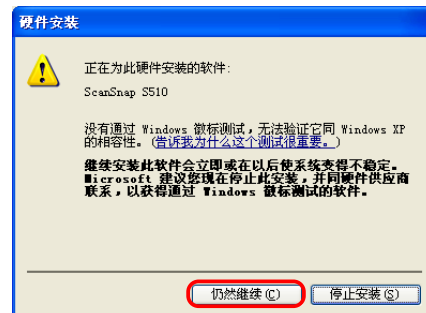 硬件安装
正在为此硬件安装的软件:
ScanSnap S510
没有通过 Windows 徽标测试，无法验证它同 Windows XP
的相容性。(告诉我为什么这个测试很重要。)
继续安装此软件会立即或在以后使系统变得不稳定。
Microsoft 建议您现在停止此安装，并同硬件供应商
联系，以获得通过 Windows 徽标测试的软件。
仍然继续(C)
停止安装(S)